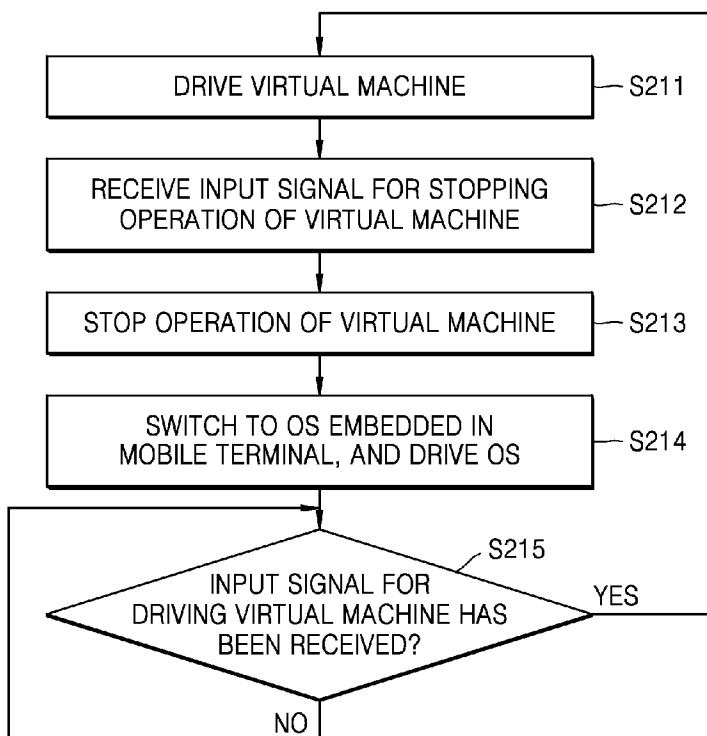 DRIVE VIRTUAL MACHINE
S211
RECEIVE INPUT SIGNAL FOR STOPPING
OPERATION OF VIRTUAL MACHINE
S212
STOP OPERATION OF VIRTUAL MACHINE
S213
SWITCH TO OS EMBEDDED IN
MOBILE TERMINAL, AND DRIVE OS
S214
S215
INPUT SIGNAL FOR
DRIVING VIRTUAL MACHINE HAS
BEEN RECEIVED?
YES
NO